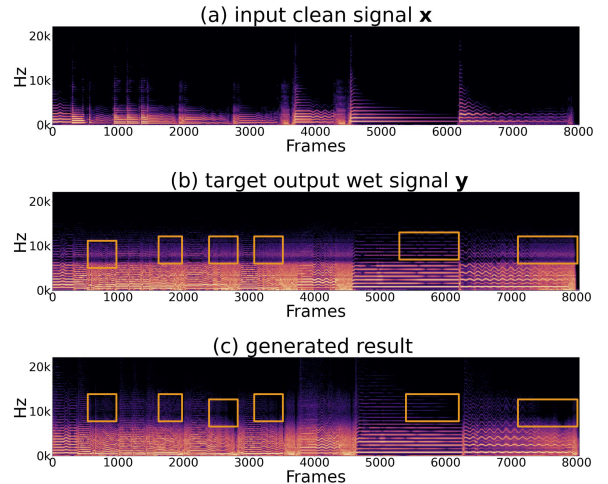 (a) input clean signal x
20k
10k
0k
Hz
0 1000 2000 3000 4000 5000 6000 7000 8000
Frames
(b) target output wet signal y
20k
10k
0k
Hz
0 1000 2000 3000 4000 5000 6000 7000 8000
Frames
(c) generated result
20k
10k
0k
Hz
0 1000 2000 3000 4000 5000 6000 7000 8000
Frames